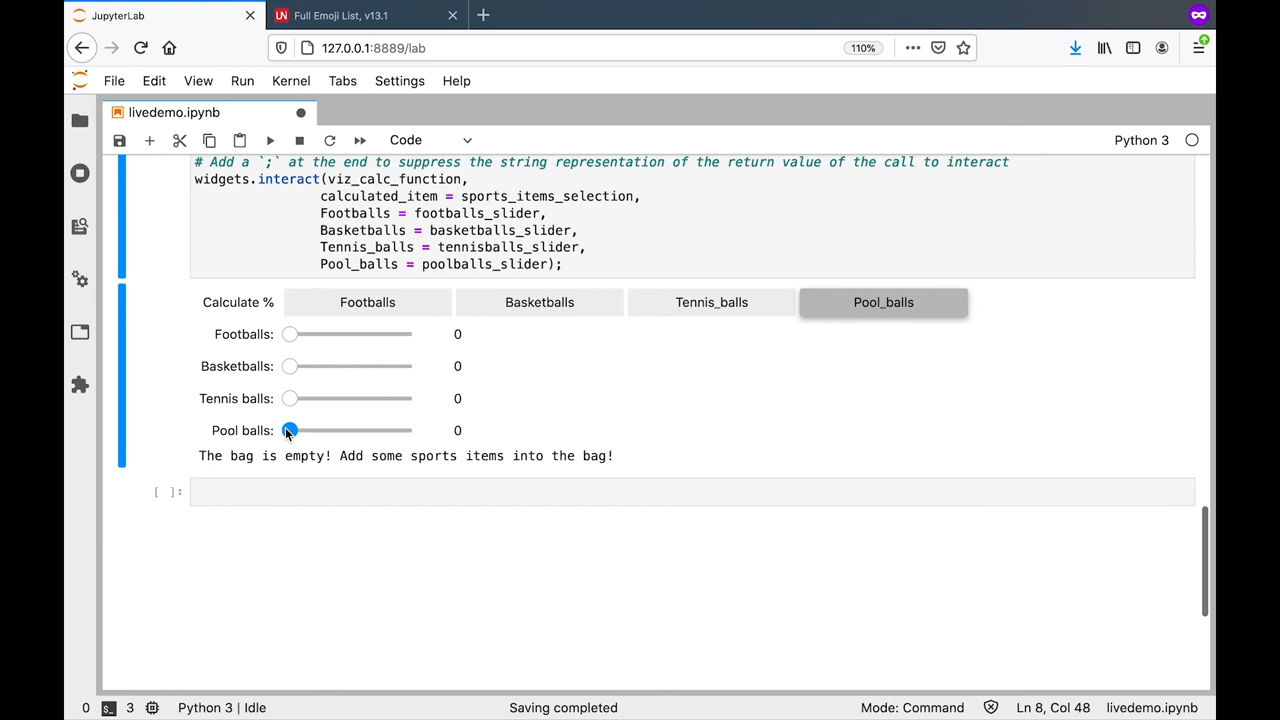 JupyterLab
UN Full Emoji List, v13.1
127.0.0.1:8889/lab
110%
File Edit View Run Kernel Tabs Settings Help
livedemo.ipynb
Code
Python 3
# Add a `;` at the end to suppress the string representation of the return value of the call to interact
widgets.interact(viz_calc_function,
calculated_item = sports_items_selection,
Footballs = footballs_slider,
Basketballs = basketballs_slider,
Tennis_balls = tennisballs_slider,
Pool_balls = poolballs_slider);
Calculate % Footballs Basketballs Tennis_balls Pool_balls
Footballs: 0
Basketballs: 0
Tennis balls: 0
Pool balls: 0
The bag is empty! Add some sports items into the bag!
[ ]:
0 3 Python 3 | Idle Saving completed Mode: Command Ln 8, Col 48 livedemo.ipynb